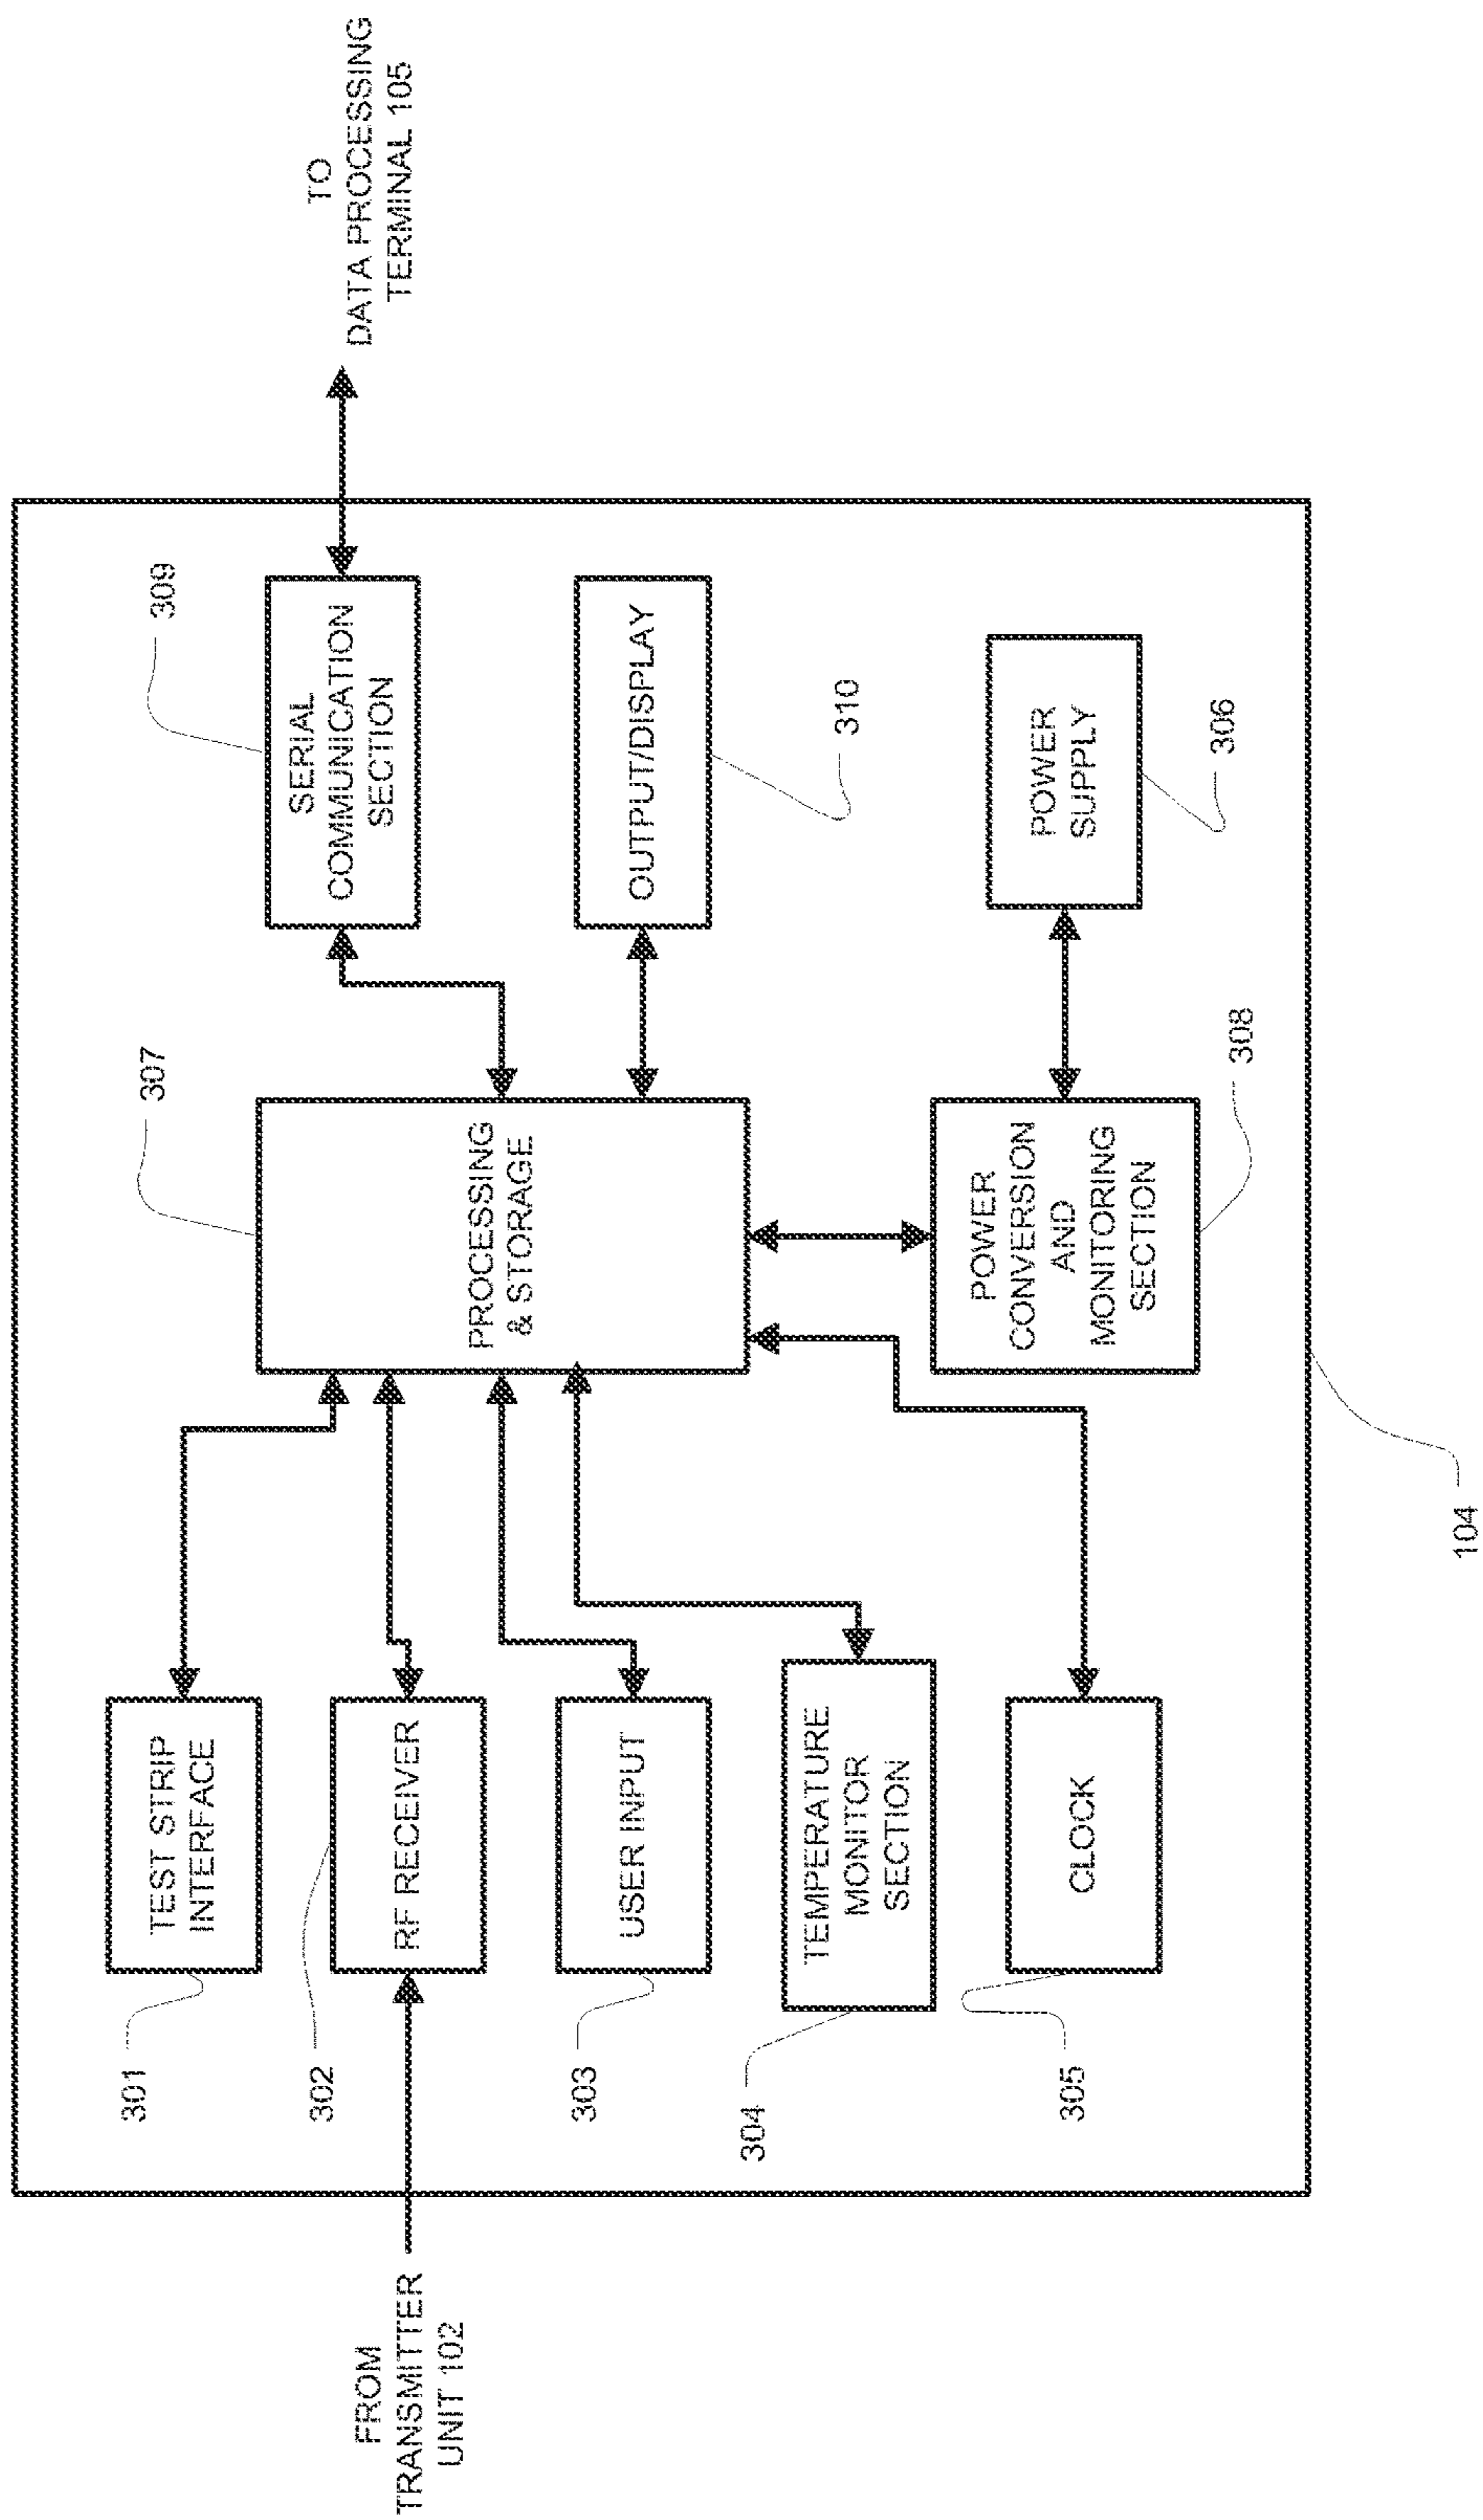 FROM
TRANSMITTER
UNIT 102
301
TEST STRIP
INTERFACE
302
RF RECEIVER
303
USER INPUT
304
TEMPERATURE
MONITOR
SECTION
305
CLOCK
307
PROCESSING
& STORAGE
POWER
CONVERSION
AND
MONITORING
SECTION
308
309
SERIAL
COMMUNICATION
SECTION
OUTPUT/DISPLAY
310
POWER
SUPPLY
306
TO
DATA PROCESSING
TERMINAL 105
104